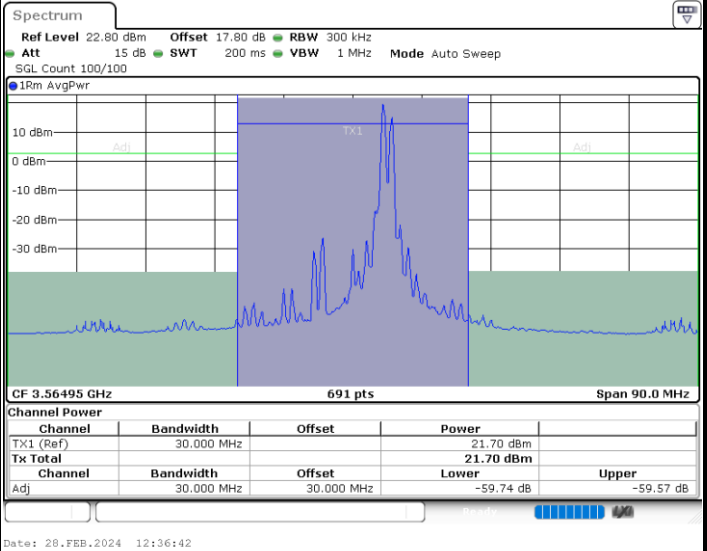 Spectrum
Ref Level 22.80 dBm Offset 17.80 dB RBW 300 kHz
Att 15 dB SWT 200 ms VBW 1 MHz Mode Auto Sweep
SGL Count 100/100
1Rm AvgPwr
10 dBm
TX1
Adj
Adj
0 dBm
-10 dBm
-20 dBm
-30 dBm
CF 3.56495 GHz 691 pts Span 90.0 MHz
Channel Power
Channel Bandwidth Offset Power
TX1 (Ref) 30.000 MHz 21.70 dBm
Tx Total 21.70 dBm
Channel Bandwidth Offset Lower Upper
Adj 30.000 MHz 30.000 MHz -59.74 dB -59.57 dB
Ready
Date: 28.FEB.2024 12:36:42